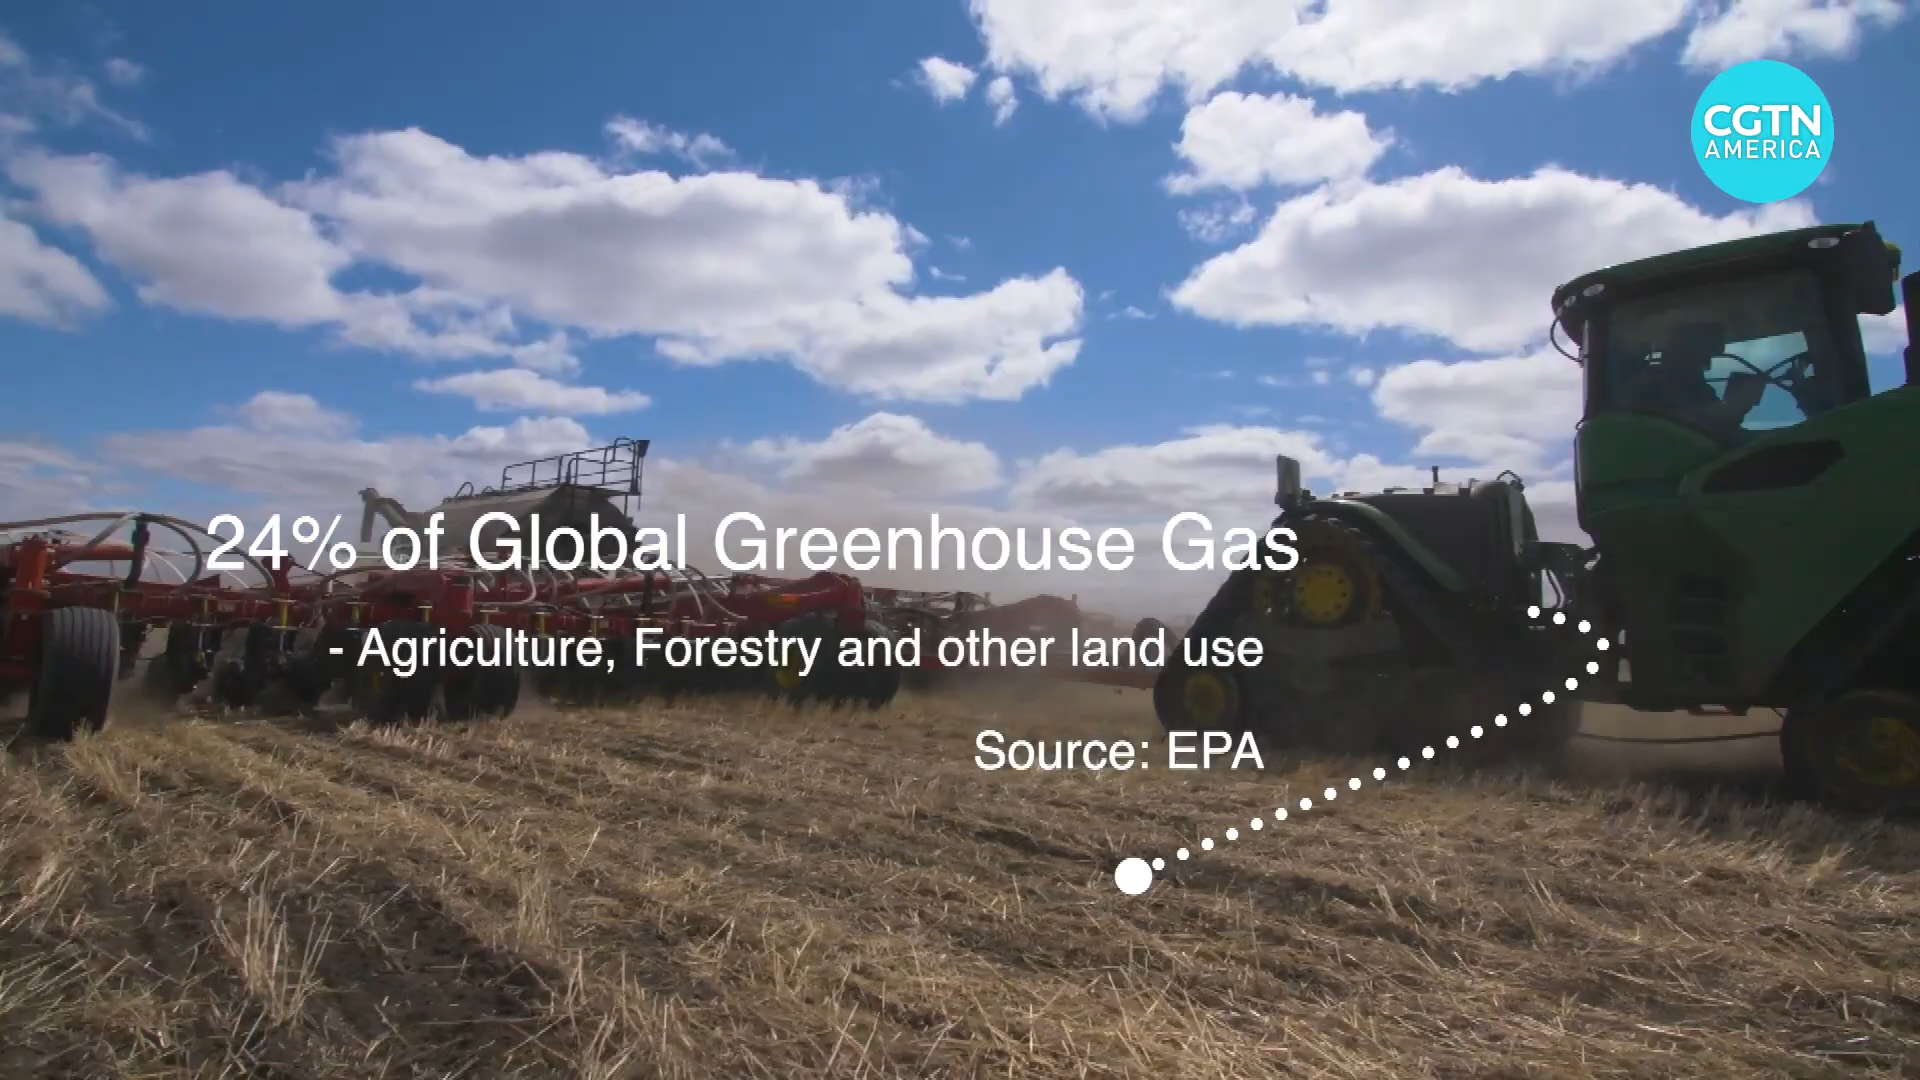 CGTN
AMERICA
24% of Global Greenhouse Gas
- Agriculture, Forestry and other land use
Source: EPA